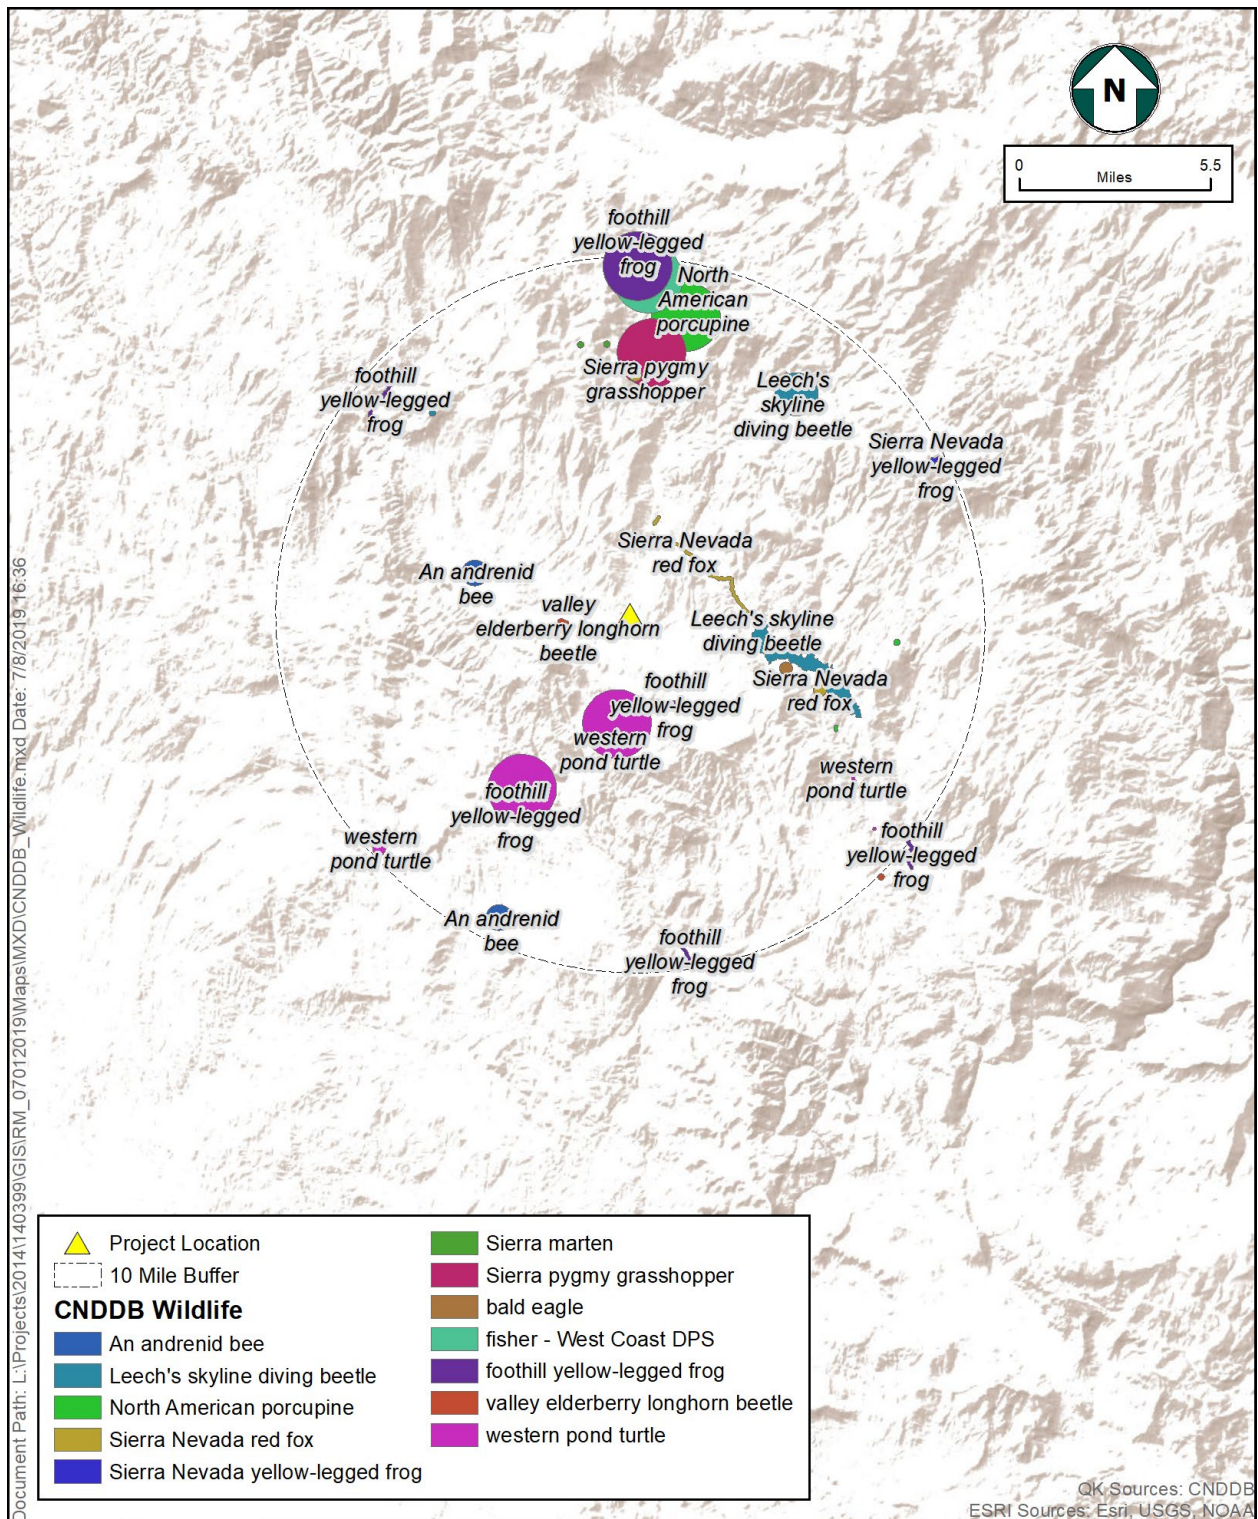 N
0 5.5
Miles
foothill
yellow-legged
frog
North
American
porcupine
Sierra pygmy
grasshopper
foothill
yellow-legged
frog
Leech's
skyline
diving beetle
Sierra Nevada
yellow-legged
frog
Sierra Nevada
red fox
An andrenid
bee
valley
elderberry longhorn
beetle
Leech's skyline
diving beetle
Sierra Nevada
red fox
foothill
yellow-legged
frog
western
pond turtle
western
pond turtle
foothill
yellow-legged
frog
western
pond turtle
foothill
yellow-legged
frog
An andrenid
bee
foothill
yellow-legged
frog
Document Path: L:\Projects\2014\140399\GIS\RM_07012019\Maps\MXD\CNDDB_Wildlife.mxd Date: 7/8/2019 16:36
Project Location
10 Mile Buffer
CNDDB Wildlife
An andrenid bee
Leech's skyline diving beetle
North American porcupine
Sierra Nevada red fox
Sierra Nevada yellow-legged frog
Sierra marten
Sierra pygmy grasshopper
bald eagle
fisher - West Coast DPS
foothill yellow-legged frog
valley elderberry longhorn beetle
western pond turtle
QK Sources: CNDDB
ESRI Sources: Esri, USGS, NOAA